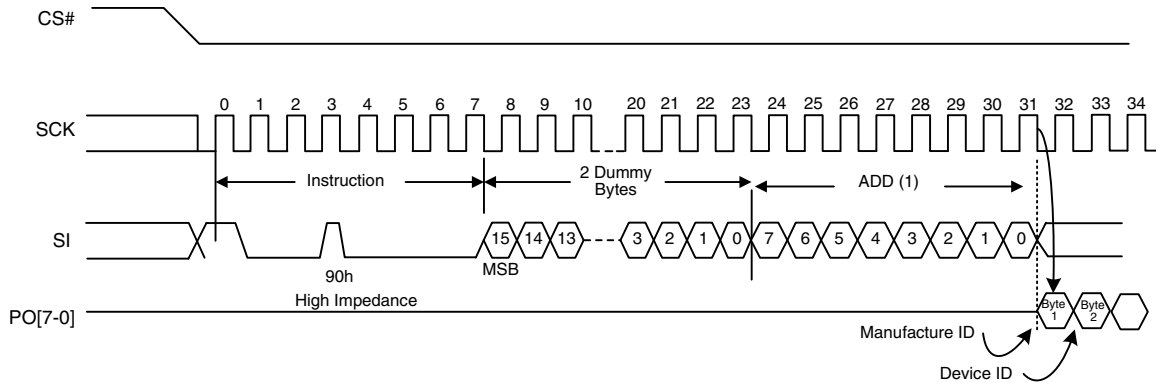 CS#
0 1 2 3 4 5 6 7 8 9 10 20 21 22 23 24 25 26 27 28 29 30 31 32 33 34
SCK
Instruction
2 Dummy
Bytes
ADD (1)
SI
15 14 13 3 2 1 0 7 6 5 4 3 2 1 0
MSB
90h
High Impedance
PO[7-0]
Byte
1
Byte
2
Manufacture ID
Device ID